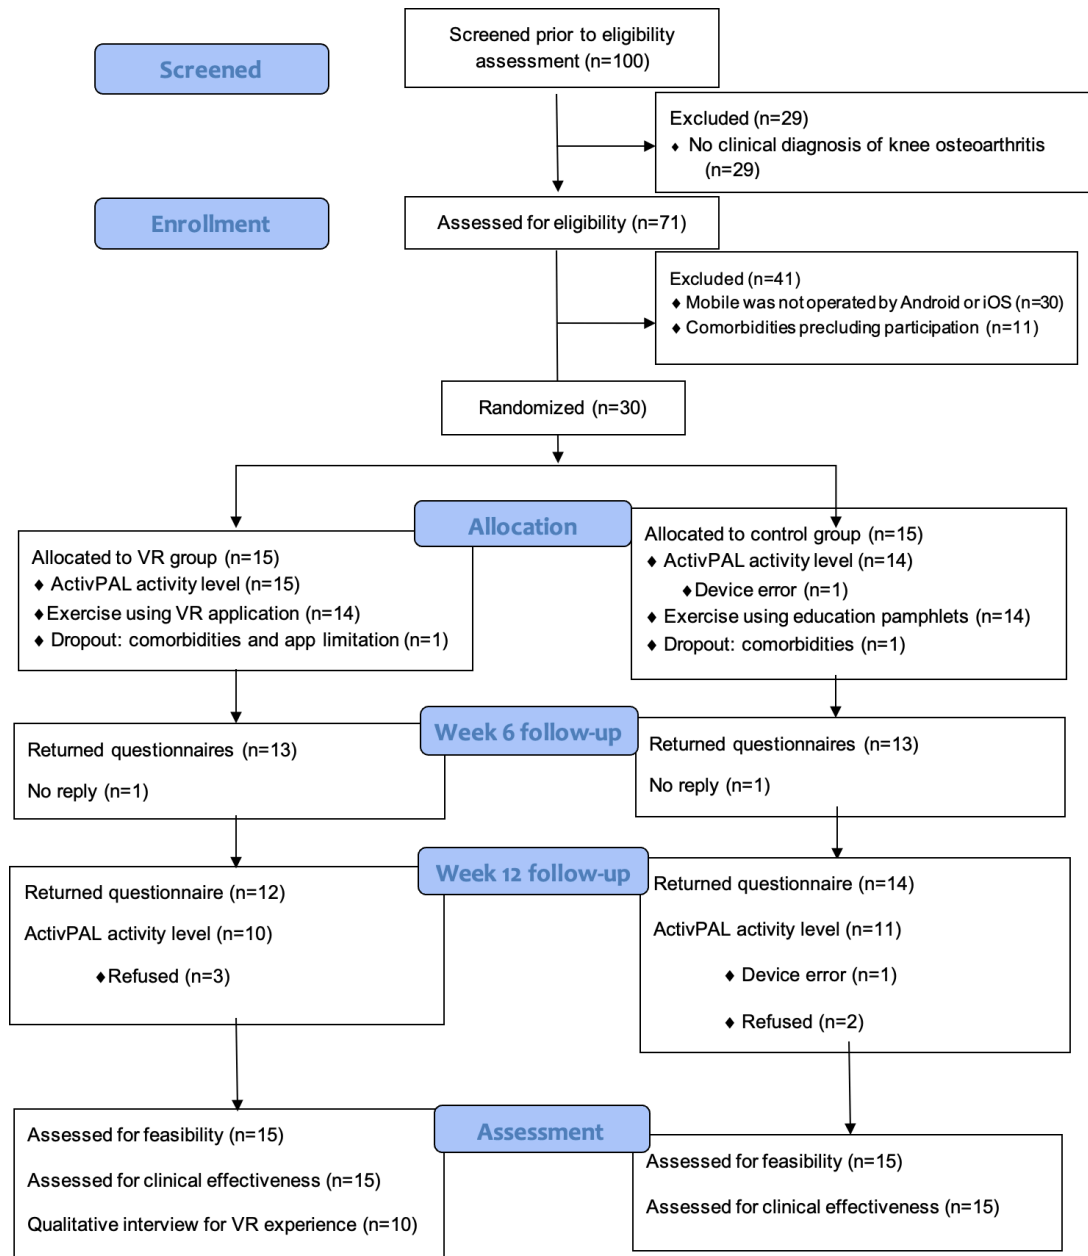 Screened prior to eligibility
assessment (n=100)
Screened
Excluded (n=29)
♦ No clinical diagnosis of knee osteoarthritis
(n=29)
Enrollment
Assessed for eligibility (n=71)
Excluded (n=41)
♦ Mobile was not operated by Android or iOS (n=30)
♦ Comorbidities precluding participation (n=11)
Randomized (n=30)
Allocation
Allocated to VR group (n=15)
♦ ActivPAL activity level (n=15)
♦ Exercise using VR application (n=14)
♦ Dropout: comorbidities and app limitation (n=1)
Allocated to control group (n=15)
♦ ActivPAL activity level (n=14)
♦ Device error (n=1)
♦ Exercise using education pamphlets (n=14)
♦ Dropout: comorbidities (n=1)
Week 6 follow-up
Returned questionnaires (n=13)
No reply (n=1)
Returned questionnaires (n=13)
No reply (n=1)
Week 12 follow-up
Returned questionnaire (n=12)
ActivPAL activity level (n=10)
♦ Refused (n=3)
Returned questionnaire (n=14)
ActivPAL activity level (n=11)
♦ Device error (n=1)
♦ Refused (n=2)
Assessment
Assessed for feasibility (n=15)
Assessed for clinical effectiveness (n=15)
Qualitative interview for VR experience (n=10)
Assessed for feasibility (n=15)
Assessed for clinical effectiveness (n=15)